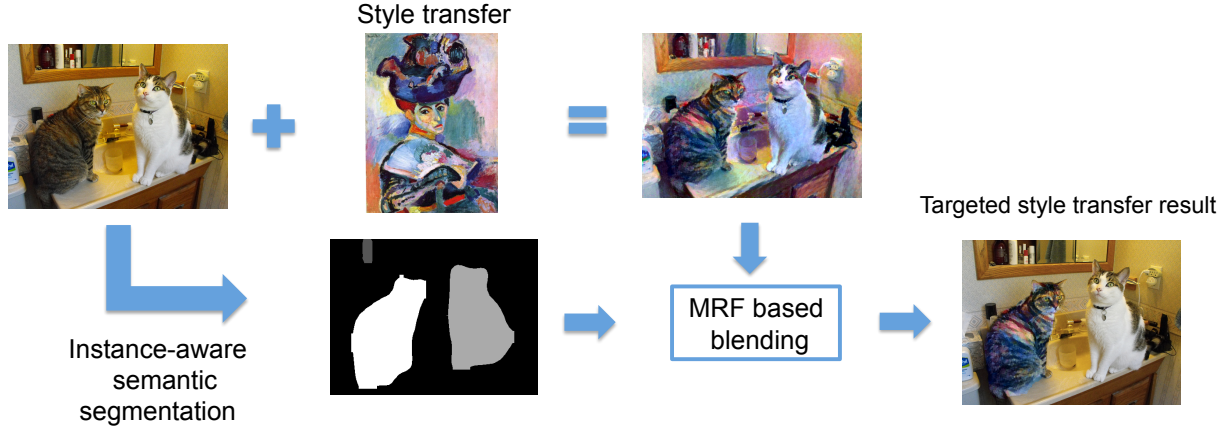 Style transfer
Targeted style transfer result
Instance-aware
semantic
segmentation
MRF based
blending